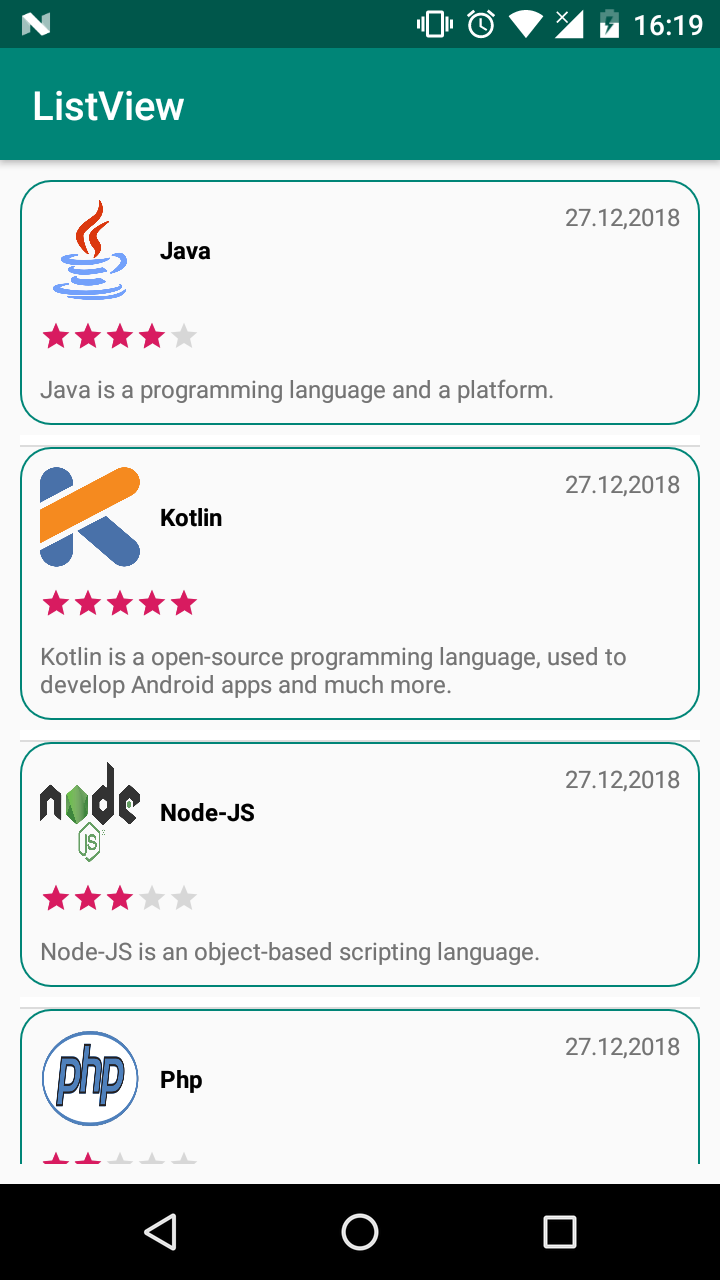 16:19
ListView
27.12,2018
Java
Java is a programming language and a platform.
27.12,2018
Kotlin
Kotlin is a open-source programming language, used to
develop Android apps and much more.
27.12,2018
node
JS
Node-JS
Node-JS is an object-based scripting language.
27.12,2018
php
Php